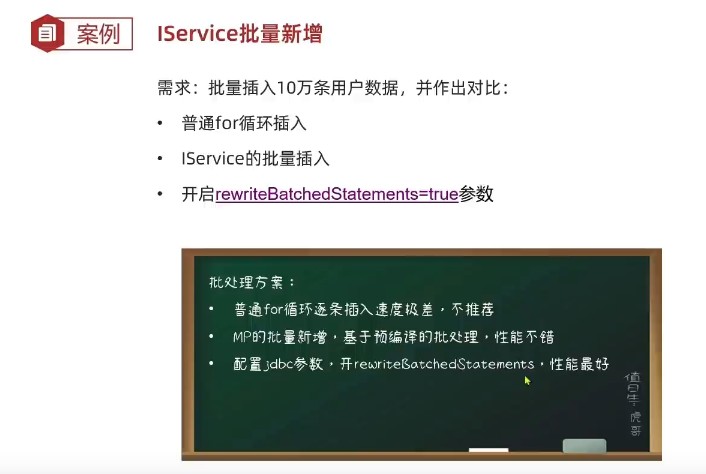 案例
IService批量新增
需求：批量插入10万条用户数据，并作出对比：
• 普通for循环插入
• IService的批量插入
• 开启rewriteBatchedStatements=true参数
批处理方案：
• 普通for循环逐条插入速度极差，不推荐
• MP的批量新增，基于预编译的批处理，性能不错
• 配置jdbc参数，开rewriteBatchedStatements，性能最好
值日生：虎哥